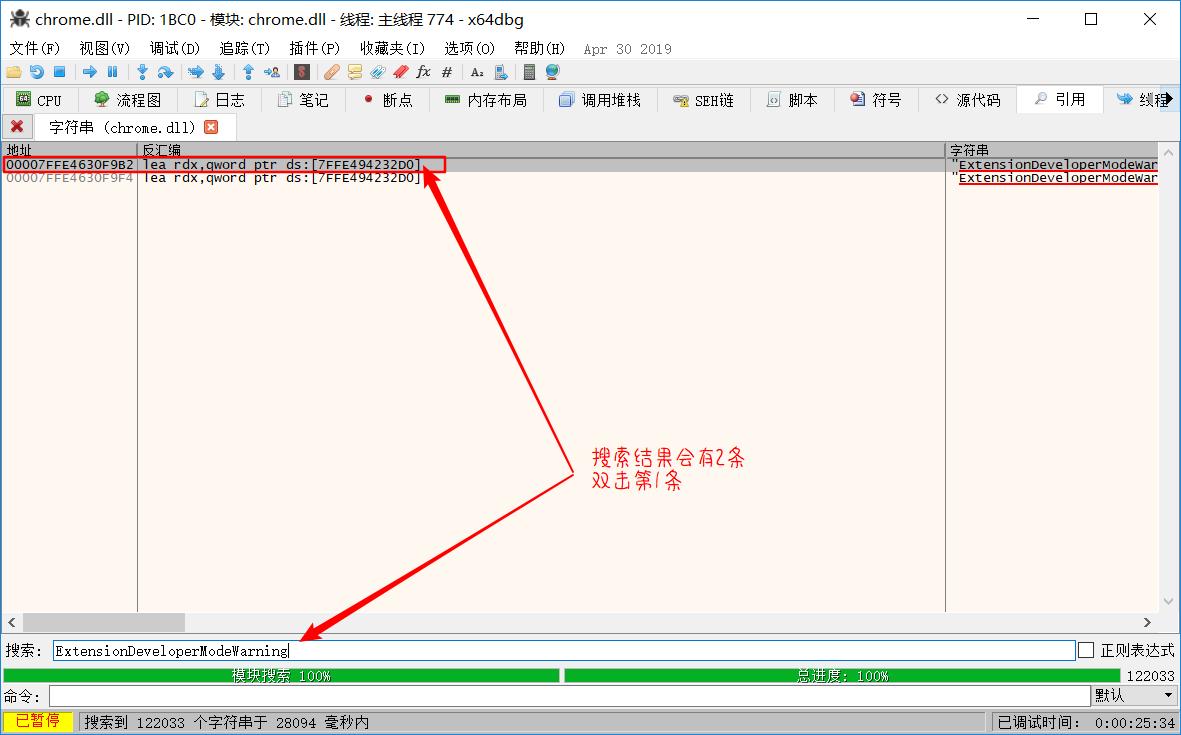 chrome.dll - PID: 1BC0 - 模块: chrome.dll - 线程: 主线程 774 - x64dbg
文件(F) 视图(V) 调试(D) 追踪(T) 插件(P) 收藏夹(I) 选项(O) 帮助(H) Apr 30 2019
CPU 流程图 日志 笔记 断点 内存布局 调用堆栈 SEH链 脚本 符号 源代码 引用 线程
字符串 (chrome.dll)
地址 反汇编 字符串
00007FFE4630F9B2 lea rdx,qword ptr ds:[7FFE494232D0] "ExtensionDeveloperModeWar
00007FFE4630F9F4 lea rdx,qword ptr ds:[7FFE494232D0] "ExtensionDeveloperModeWar
搜索结果会有2条
双击第1条
搜索: ExtensionDeveloperModeWarning 正则表达式
模块搜索 100% 总进度: 100% 122033
命令: 默认
已暂停 搜索到 122033 个字符串于 28094 毫秒内 已调试时间: 0:00:25:34